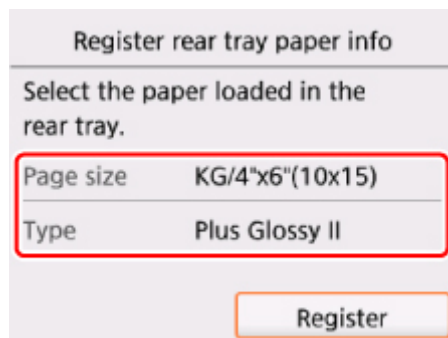 Register rear tray paper info
Select the paper loaded in the
rear tray.
Page size KG/4"x6"(10x15)
Type Plus Glossy II
Register